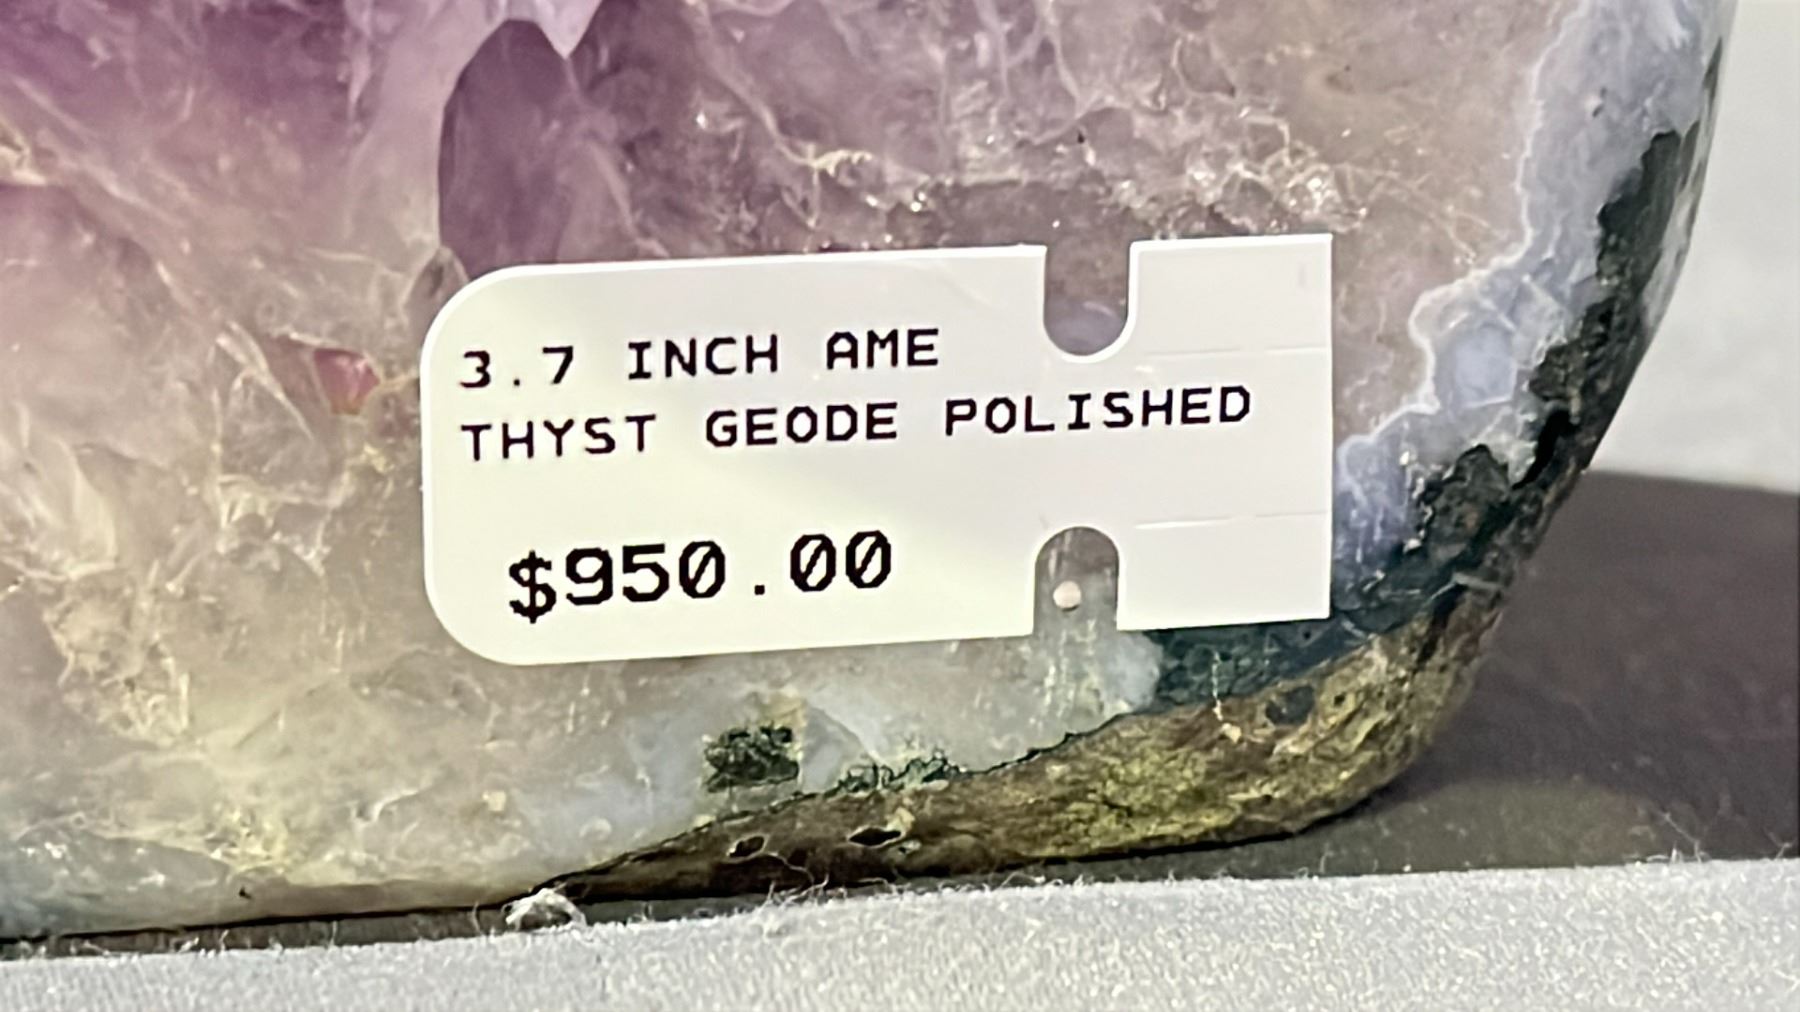 3.7 INCH AME
THYST GEODE POLISHED
$950.00